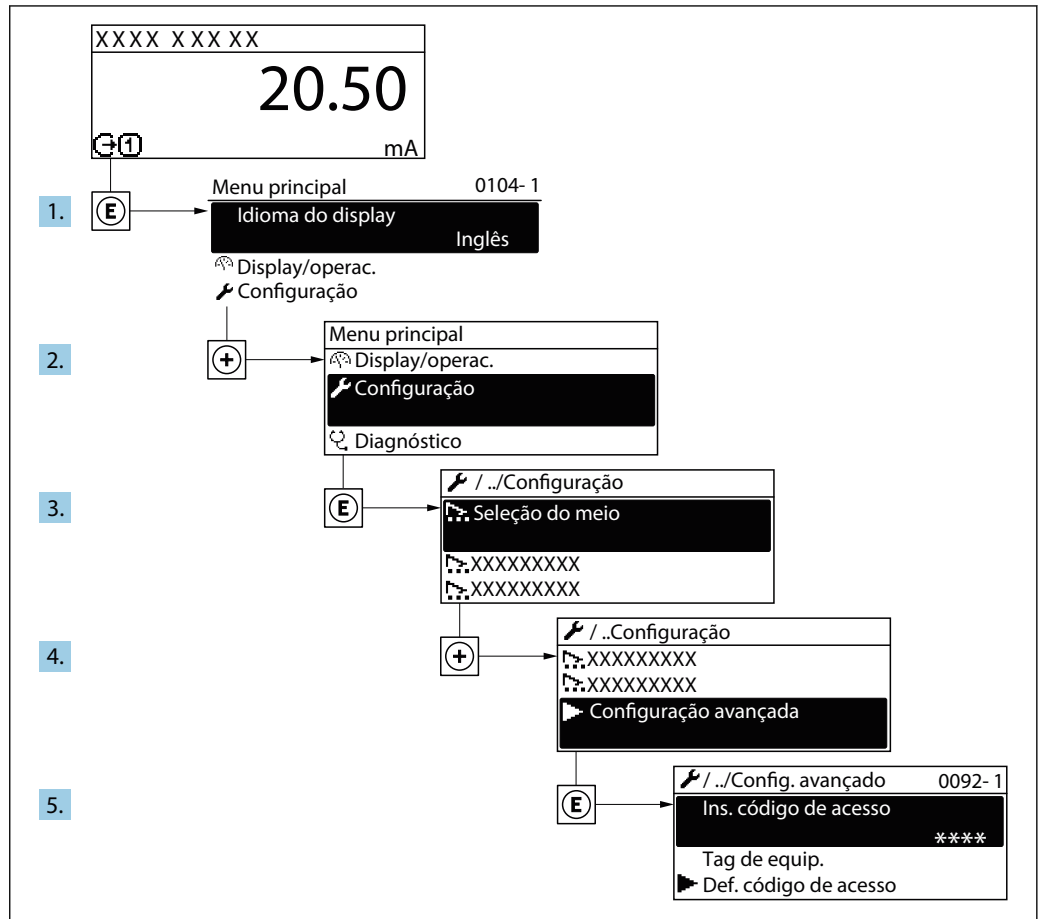 XXXX XXX XX
20.50
1 mA
1. E Menu principal 0104-1
Idioma do display
Inglês
Display/operac.
Configuração
2. + Menu principal
Display/operac.
Configuração
Diagnóstico
3. E / ../Configuração
Seleção do meio
XXXXXXXXX
XXXXXXXXX
4. + / ..Configuração
XXXXXXXXX
XXXXXXXXX
Configuração avançada
5. E / ../Config. avançado 0092-1
Ins. código de acesso
****
Tag de equip.
Def. código de acesso